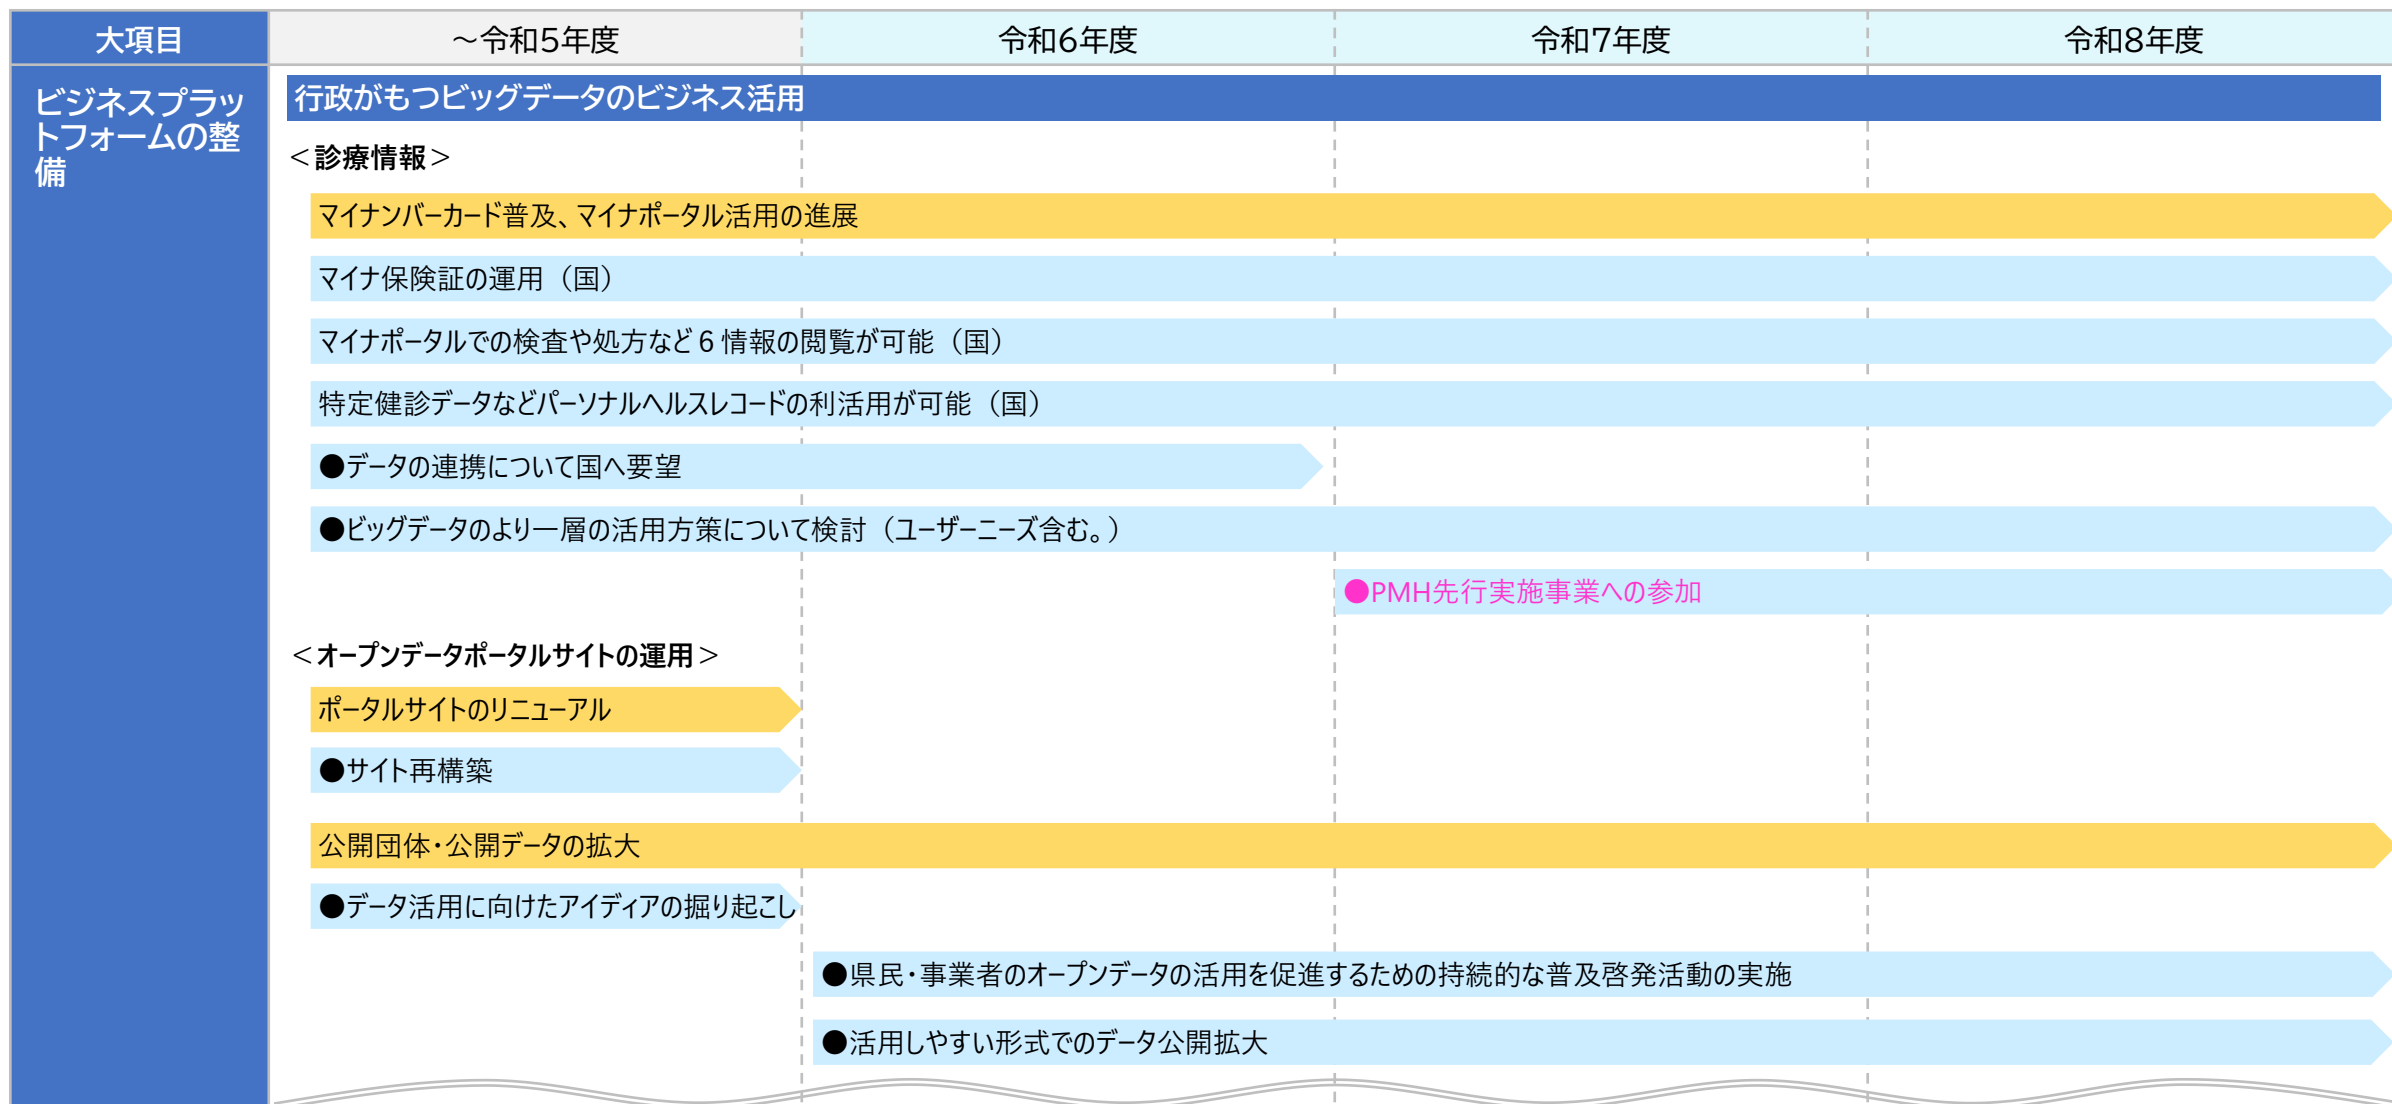 大項目
～令和5年度
令和6年度
令和7年度
令和8年度
ビジネスプラッ
トフォームの整
備
行政がもつビッグデータのビジネス活用
＜診療情報＞
マイナンバーカード普及、マイナポータル活用の進展
マイナ保険証の運用（国）
マイナポータルでの検査や処方など６情報の閲覧が可能（国）
特定健診データなどパーソナルヘルスレコードの利活用が可能（国）
●データの連携について国へ要望
●ビッグデータのより一層の活用方策について検討（ユーザーニーズ含む。）
●PMH先行実施事業への参加
＜オープンデータポータルサイトの運用＞
ポータルサイトのリニューアル
●サイト再構築
公開団体・公開データの拡大
●データ活用に向けたアイディアの掘り起こし
●県民・事業者のオープンデータの活用を促進するための持続的な普及啓発活動の実施
●活用しやすい形式でのデータ公開拡大